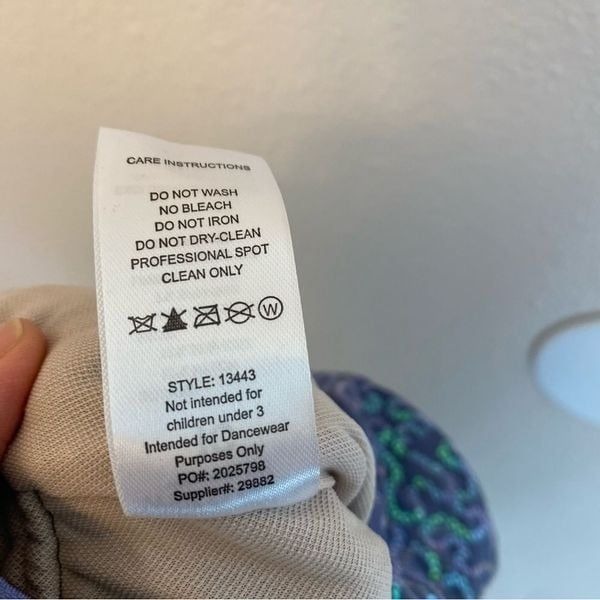 CARE INSTRUCTIONS
DO NOT WASH
NO BLEACH
DO NOT IRON
DO NOT DRY-CLEAN
PROFESSIONAL SPOT
CLEAN ONLY
W
STYLE: 13443
Not intended for
children under 3
Intended for Dancewear
Purposes Only
PO#: 2025798
Supplier#: 29882